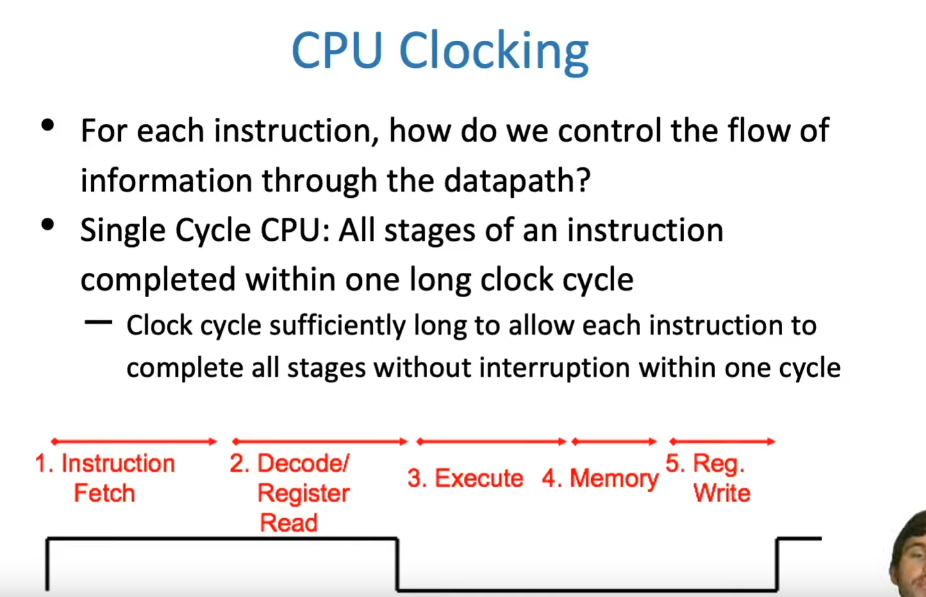 CPU Clocking
• For each instruction, how do we control the flow of
information through the datapath?
• Single Cycle CPU: All stages of an instruction
completed within one long clock cycle
— Clock cycle sufficiently long to allow each instruction to
complete all stages without interruption within one cycle
1. Instruction
Fetch
2. Decode/
Register
Read
3. Execute
4. Memory
5. Reg.
Write